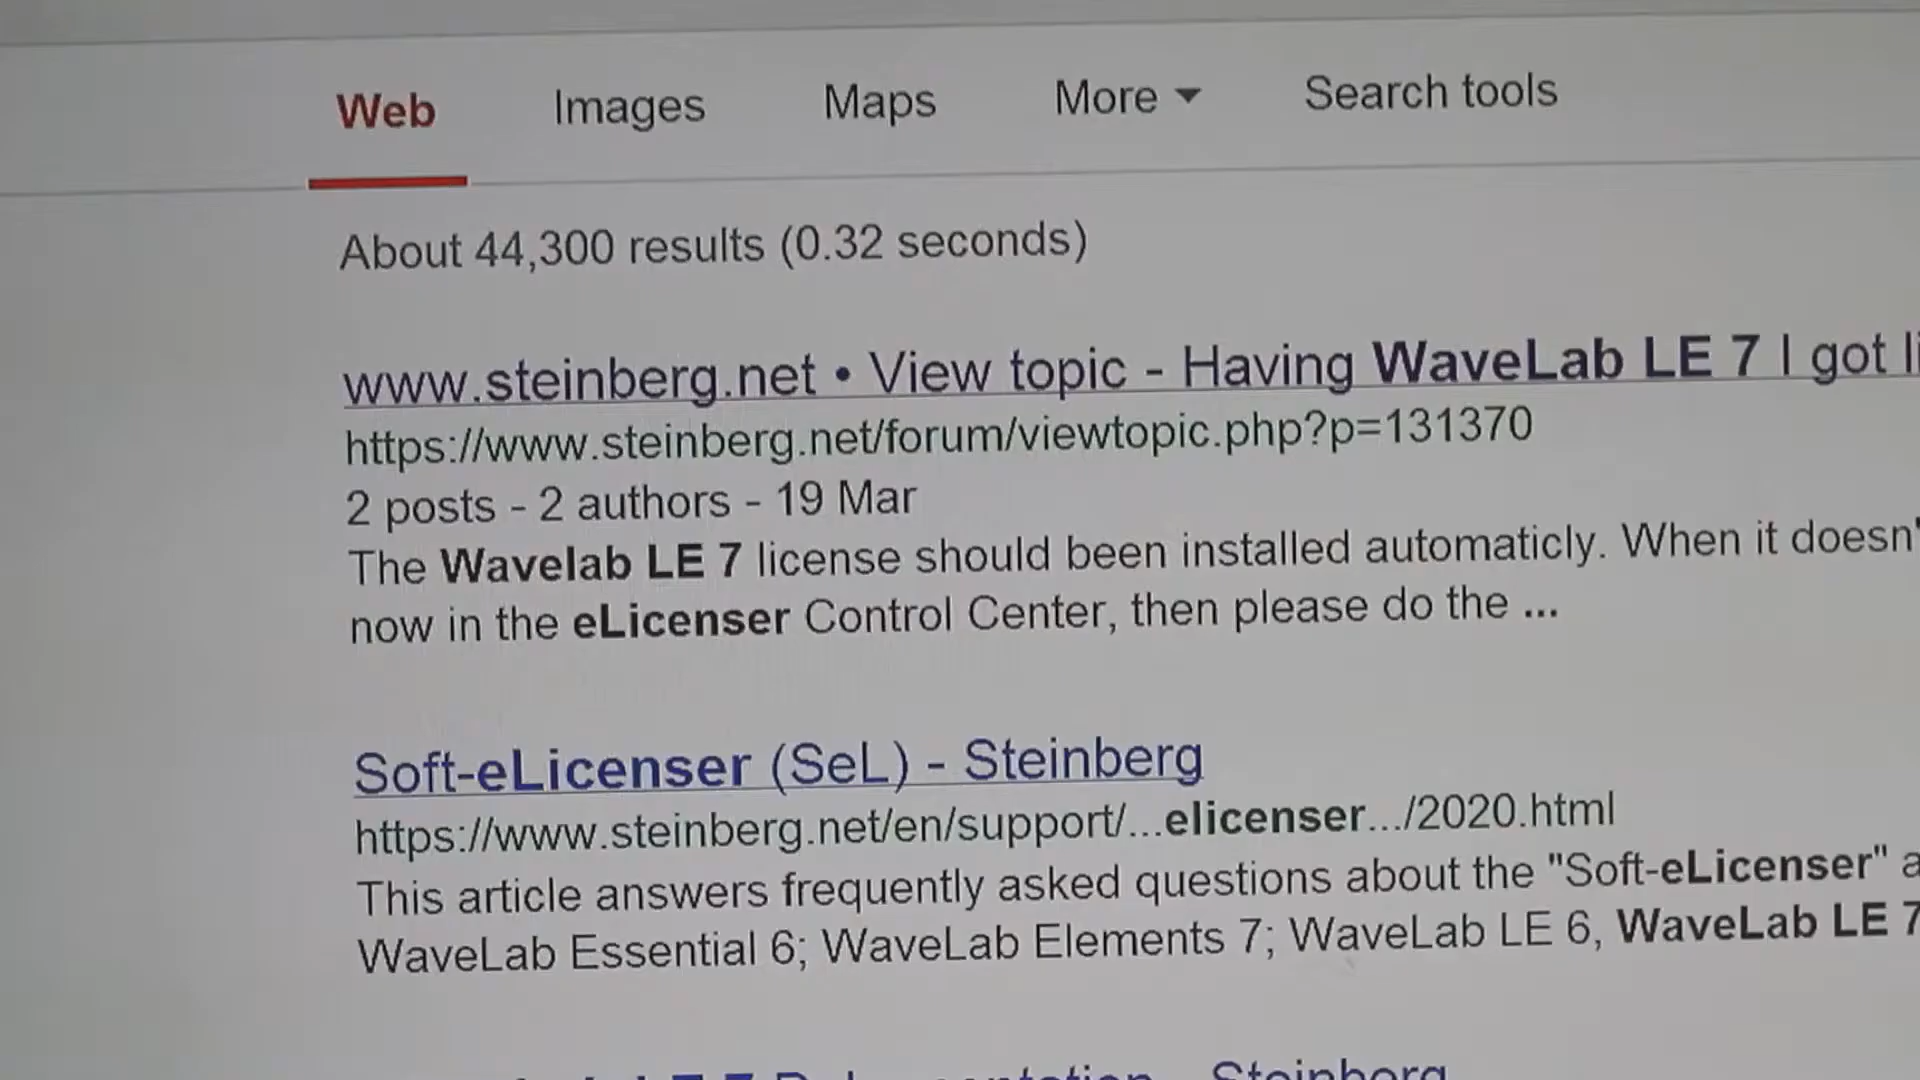 Web Images Maps More Search tools
About 44,300 results (0.32 seconds)
www.steinberg.net • View topic - Having WaveLab LE 7 I got
https://www.steinberg.net/forum/viewtopic.php?p=131370
2 posts - 2 authors - 19 Mar
The Wavelab LE 7 license should been installed automaticly. When it doesn'
now in the eLicenser Control Center, then please do the ...
Soft-eLicenser (SeL) - Steinberg
https://www.steinberg.net/en/support/...elicenser.../2020.html
This article answers frequently asked questions about the "Soft-eLicenser"
WaveLab Essential 6; WaveLab Elements 7; WaveLab LE 6, WaveLab LE 7
Steinberg